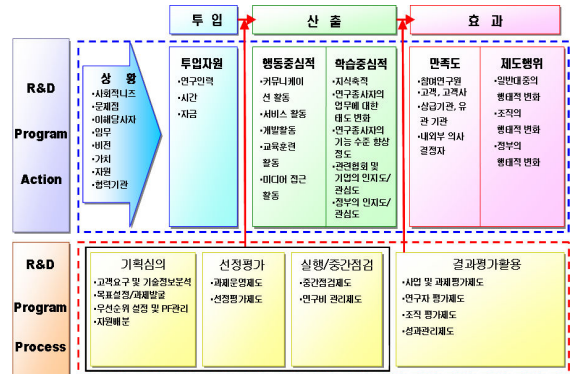 투 입
산 출
효 과
R&D
Program
Action
상 황
•사회적니즈
•문제점
•이해당사자
•임무
•비전
•가치
•자원
•협력기관
투입자원
•연구인력
•시간
•자금
행동중심적
•커뮤니케이
션 활동
•서비스 활동
•개발활동
•교육훈련
활동
•미디어 접근
활동
학습중심적
•지식축적
•연구종사자의
업무에 대한
태도 변화
•연구종사자의
기능 수준 향상
정도
•관련협회 및
기업의 인지도/
관심도
•정부의 인지도/
관심도
만족도
•참여연구원
•고객, 고객사
•상급기관, 유
관 기관
•내외부 의사
결정자
제도행위
•일반대중의
행태적 변화
•조직의
행태적 변화
•정부의
행태적 변화
R&D
Program
Process
기획심의
•고객요구 및 기술정보분석
•목표설정/과제발굴
•우선순위 설정 및 PF관리
•자원배분
선정평가
•과제운영제도
•선정평가제도
실행/중간점검
•중간점검제도
•연구비 관리제도
결과평가활용
•사업 및 과제평가제도
•연구자 평가제도
•조직 평가제도
•성과관리제도